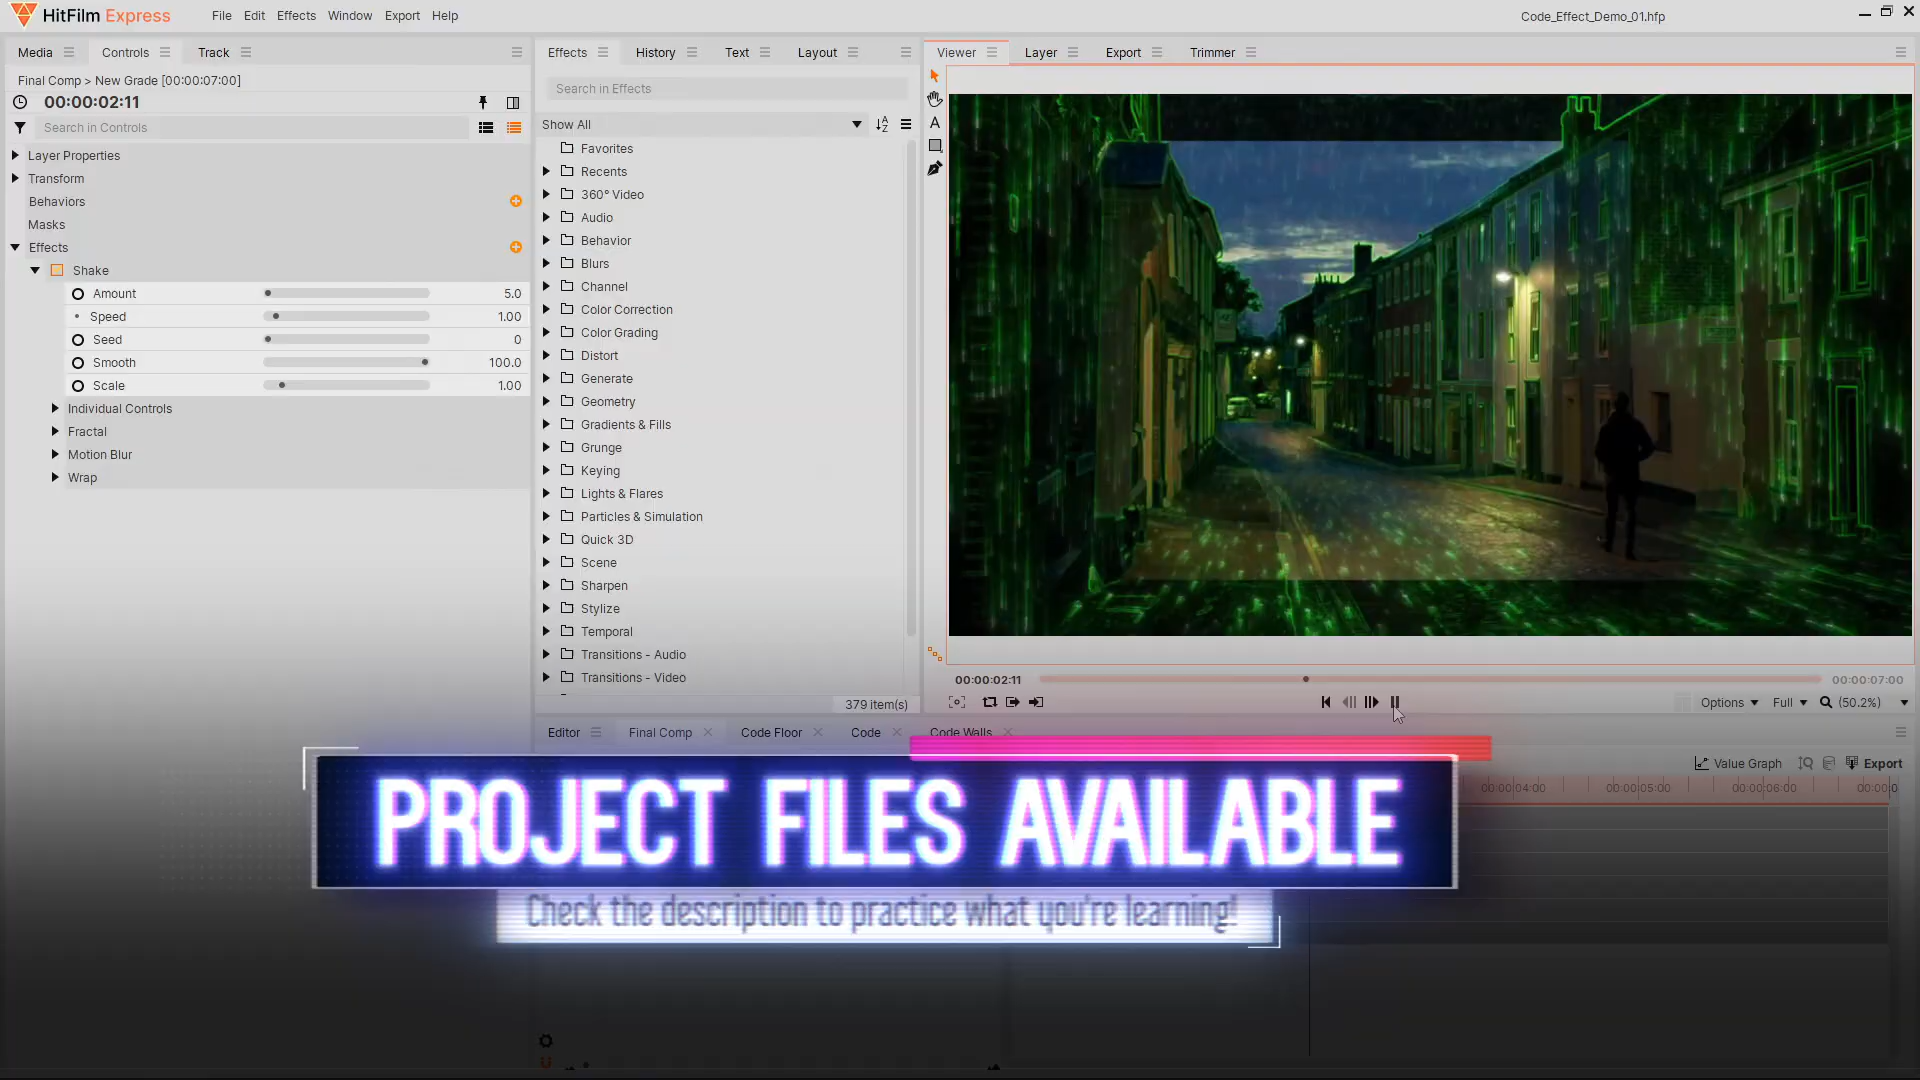 HitFilm Express
File Edit Effects Window Export Help
Code_Effect_Demo_01.hfp
Media Controls Track
Effects History Text Layout
Viewer Layer Export Trimmer
Final Comp > New Grade [00:00:07:00]
00:00:02:11
Search in Controls
Layer Properties
Transform
Behaviors
Masks
Effects
Shake
Amount 5.0
Speed 1.00
Seed 0
Smooth 100.0
Scale 1.00
Individual Controls
Fractal
Motion Blur
Wrap
Search in Effects
Show All
Favorites
Recents
360° Video
Audio
Behavior
Blurs
Channel
Color Correction
Color Grading
Distort
Generate
Geometry
Gradients & Fills
Grunge
Keying
Lights & Flares
Particles & Simulation
Quick 3D
Scene
Sharpen
Stylize
Temporal
Transitions - Audio
Transitions - Video
379 item(s)
00:00:02:11 00:00:07:00
Options Full (50.2%)
Editor Final Comp Code Floor Code Code Walls
Value Graph Export
00:00:04:00 00:00:05:00 00:00:06:00 00:00:0
PROJECT FILES AVAILABLE
Check the description to practice what you're learning!